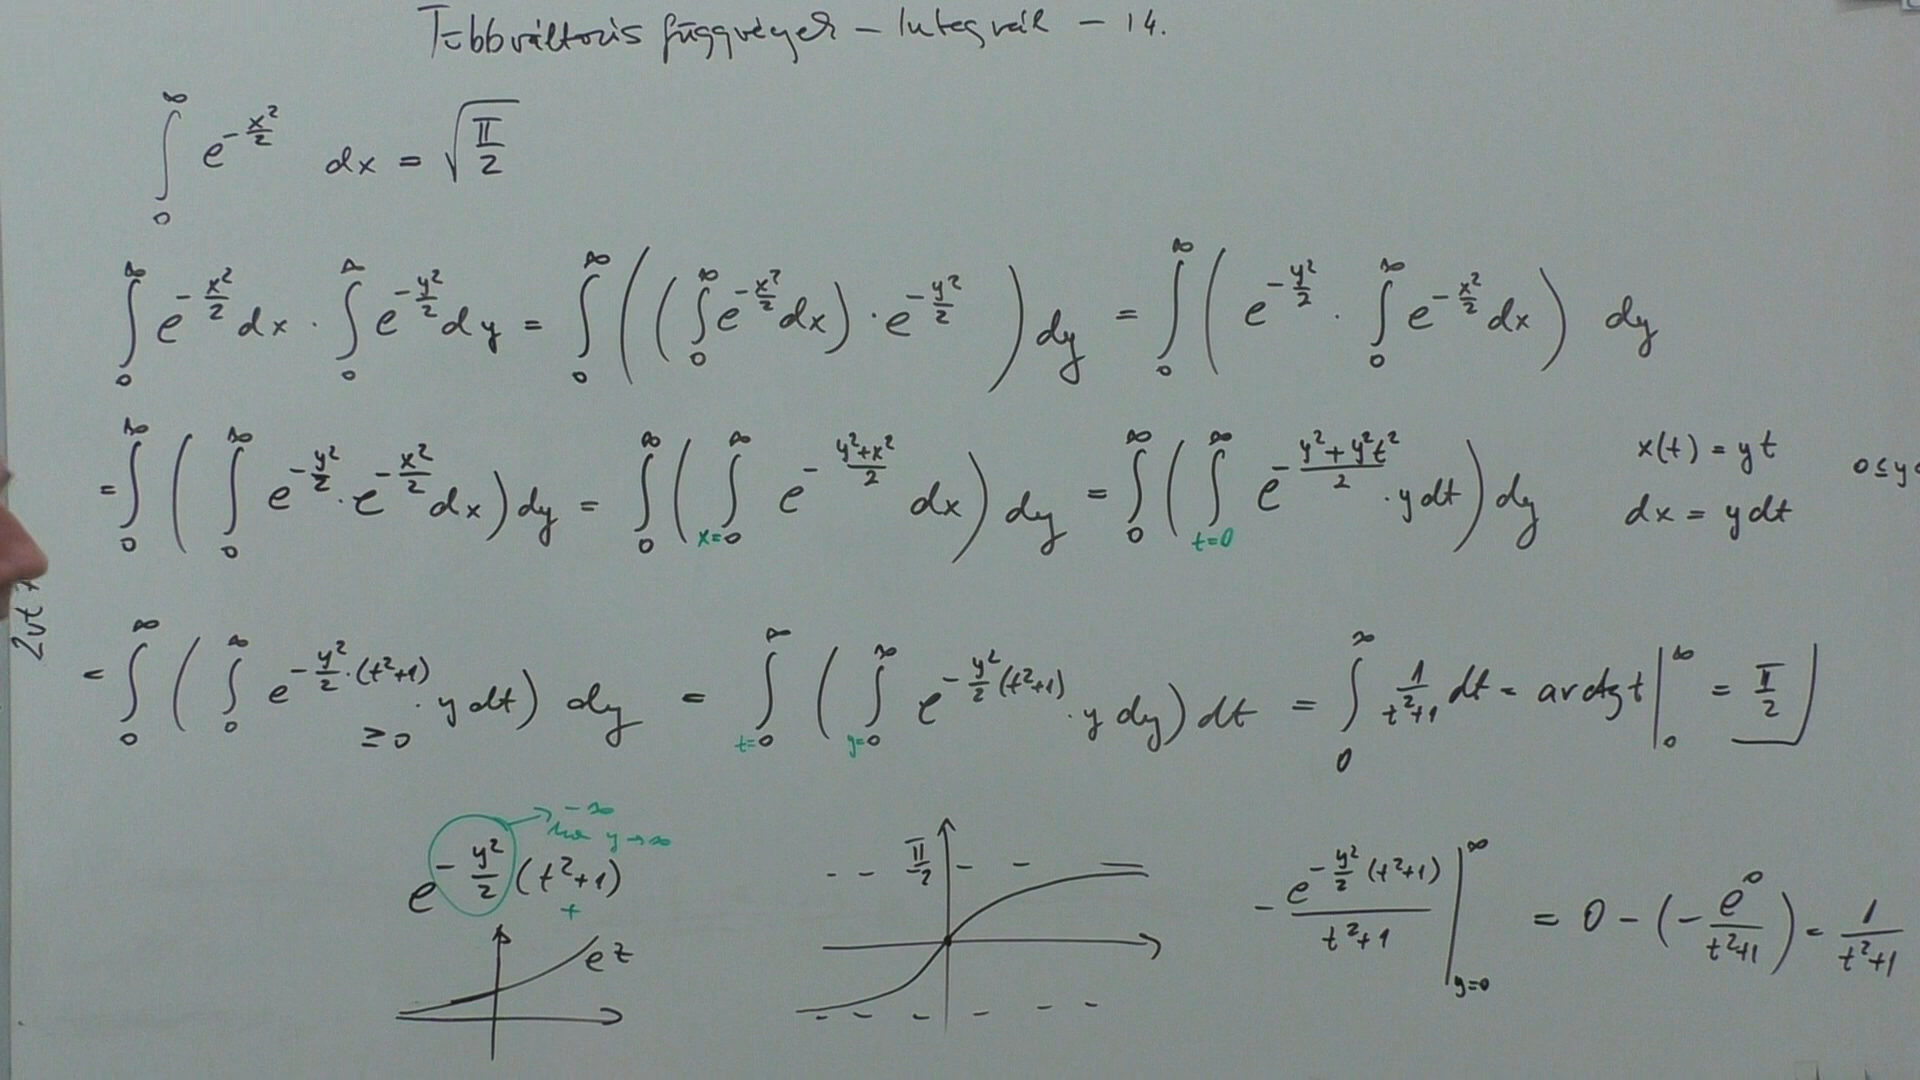 Többváltozós függvények – Integrál – 14.
∫₀^∞ e^(-x²/2) dx = √(π/2)
∫₀^∞ e^(-x²/2) dx · ∫₀^∞ e^(-y²/2) dy = ∫₀^∞ ((∫₀^∞ e^(-x²/2) dx) · e^(-y²/2)) dy = ∫₀^∞ (e^(-y²/2) · ∫₀^∞ e^(-x²/2) dx) dy
= ∫₀^∞ (∫₀^∞ e^(-y²/2) · e^(-x²/2) dx) dy = ∫₀^∞ (∫_{x=0}^∞ e^(-(y²+x²)/2) dx) dy = ∫₀^∞ (∫_{t=0}^∞ e^(-(y²+y²t²)/2) · y dt) dy
x(t) = yt
0 ≤ y <
dx = y dt
= ∫₀^∞ (∫₀^∞ e^(-y²/2 · (t²+1)) · y dt) dy = ∫_{t=0}^∞ (∫_{y=0}^∞ e^(-y²/2 (t²+1)) · y dy) dt = ∫₀^∞ 1/(t²+1) dt = arctg t |₀^∞ = π/2
≥ 0
e^(-y²/2 (t²+1))
→ -∞
ha y → ∞
+
e^z
π/2
- e^(-y²/2 (t²+1))/(t²+1) |_{y=0}^∞ = 0 - (- e⁰/(t²+1)) = 1/(t²+1)